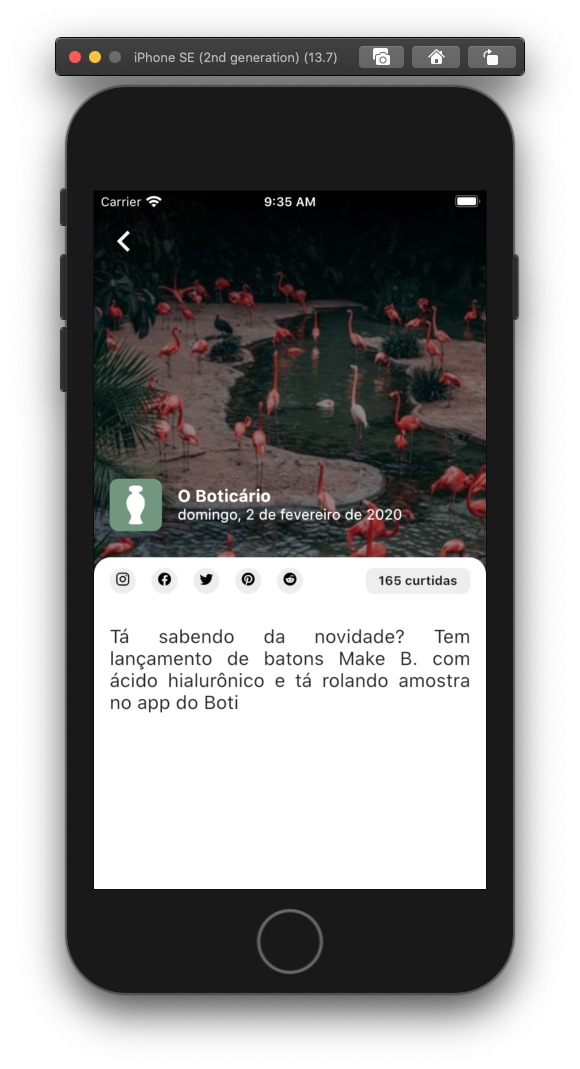 iPhone SE (2nd generation) (13.7)
Carrier 9:35 AM
O Boticário
domingo, 2 de fevereiro de 2020
165 curtidas
Tá sabendo da novidade? Tem
lançamento de batons Make B. com
ácido hialurônico e tá rolando amostra
no app do Boti